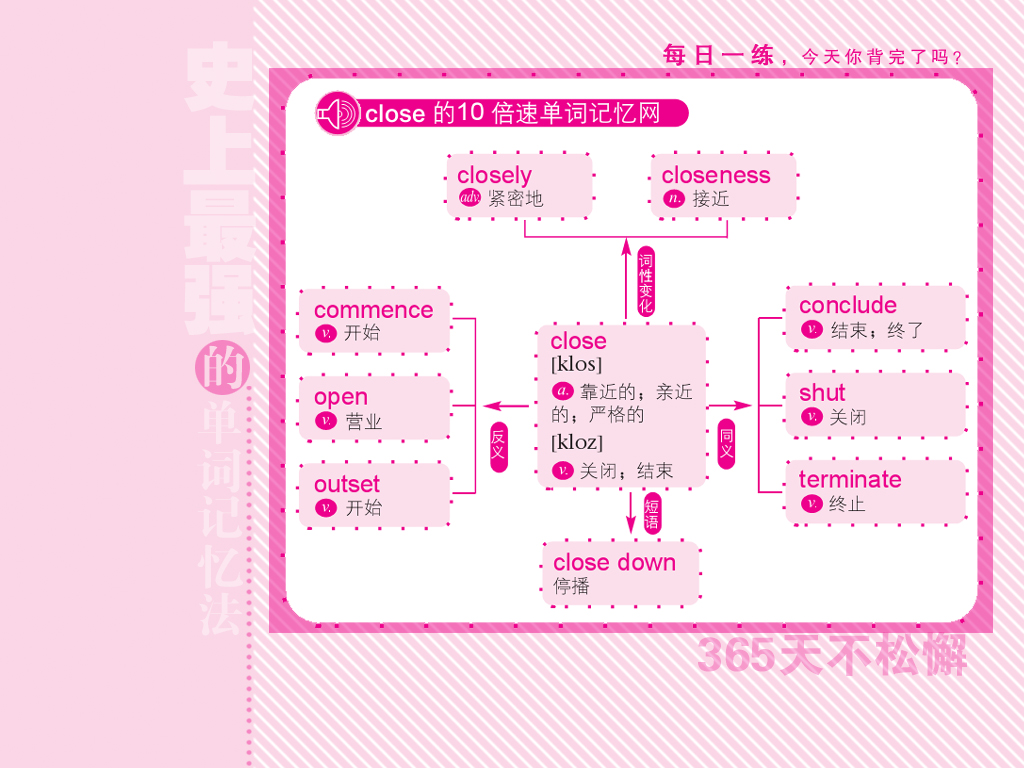 史上最强的单词记忆法
每日一练，今天你背完了吗？
close 的10 倍速单词记忆网
closely
adv. 紧密地
closeness
n. 接近
词性变化
commence
v. 开始
open
v. 营业
outset
v. 开始
反义
close
[klos]
a. 靠近的；亲近
的；严格的
[kloz]
v. 关闭；结束
同义
conclude
v. 结束；终了
shut
v. 关闭
terminate
v. 终止
短语
close down
停播
365天不松懈